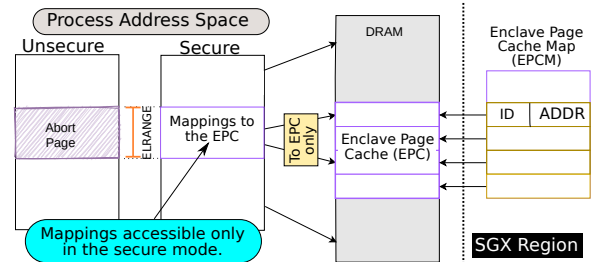 Process Address Space
Unsecure
Secure
DRAM
Enclave Page
Cache Map
(EPCM)
Abort
Page
ELRANGE
Mappings to
the EPC
To EPC
only
Enclave Page
Cache (EPC)
ID
ADDR
Mappings accessible only
in the secure mode.
SGX Region